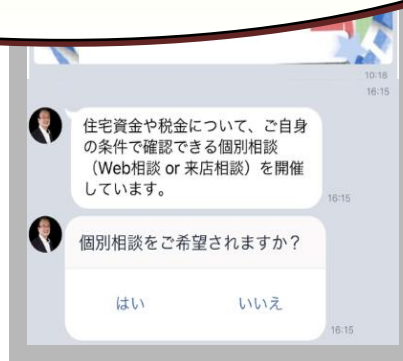 10:16
16:15
住宅資金や税金について、ご自身
の条件で確認できる個別相談
（Web相談 or 来店相談）を開催
しています。
16:15
個別相談をご希望されますか？
はい いいえ
16:15